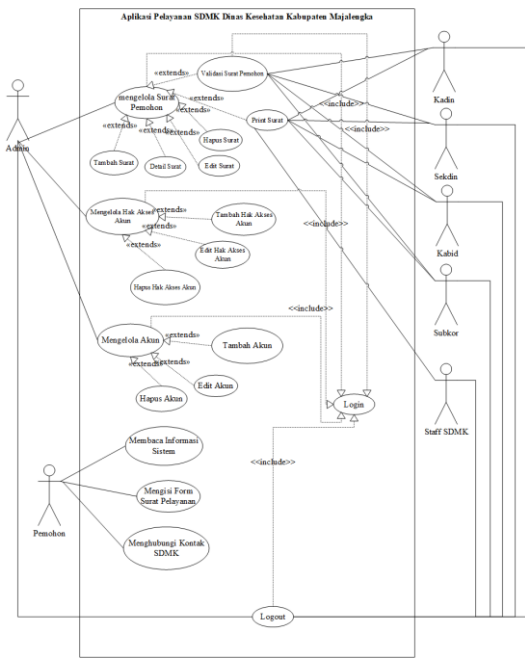 Aplikasi Pelayanan SDMK Dinas Kesehatan Kabupaten Majalengka
«extends»
Validasi Surat Pemohon
mengelola Surat
Pemohon
«extends»
«extends»
«extends»
«extends»
Hapus Surat
Print Surat
<<include>>
<<include>>
Tambah Surat
Detail Surat
Edit Surat
Kadin
Admin
Sekdin
Mengelola Hak Akses
Akun
«extends»
«extends»
«extends»
Tambah Hak Akses
Akun
Edit Hak Akses
Akun
Hapus Hak Akses Akun
<<include>>
Kabid
<<include>>
Mengelola Akun
«extends»
«extends»
Tambah Akun
Edit Akun
Hapus Akun
Subkor
Login
Staff SDMK
Membaca Informasi
Sistem
<<include>>
Mengisi Form
Surat Pelayanan
Pemohon
Menghubungi Kontak
SDMK
Logout